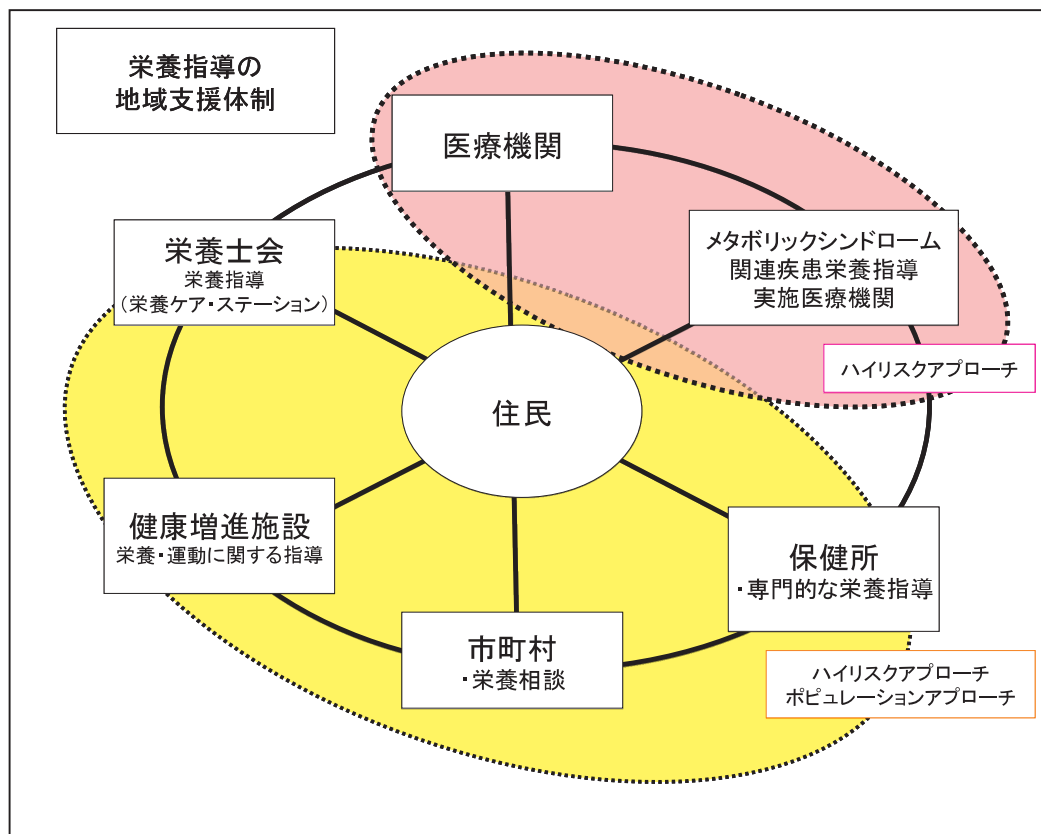 栄養指導の
地域支援体制
医療機関
メタボリックシンドローム
関連疾患栄養指導
実施医療機関
栄養士会
栄養指導
(栄養ケア・ステーション)
ハイリスクアプローチ
住民
健康増進施設
栄養・運動に関する指導
保健所
・専門的な栄養指導
市町村
・栄養相談
ハイリスクアプローチ
ポピュレーションアプローチ